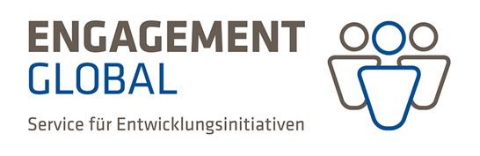 ENGAGEMENT
GLOBAL
Service für Entwicklungsinitiativen